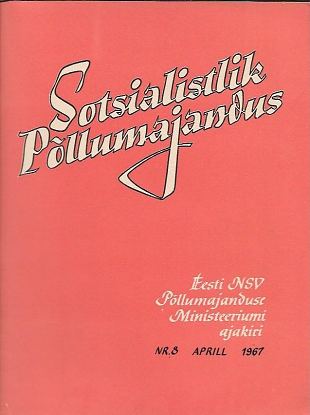 Sotsialistlik
Põllumajandus
Eesti NSV
Põllumajanduse
Ministeeriumi
ajakiri
NR. 8 APRILL 1967